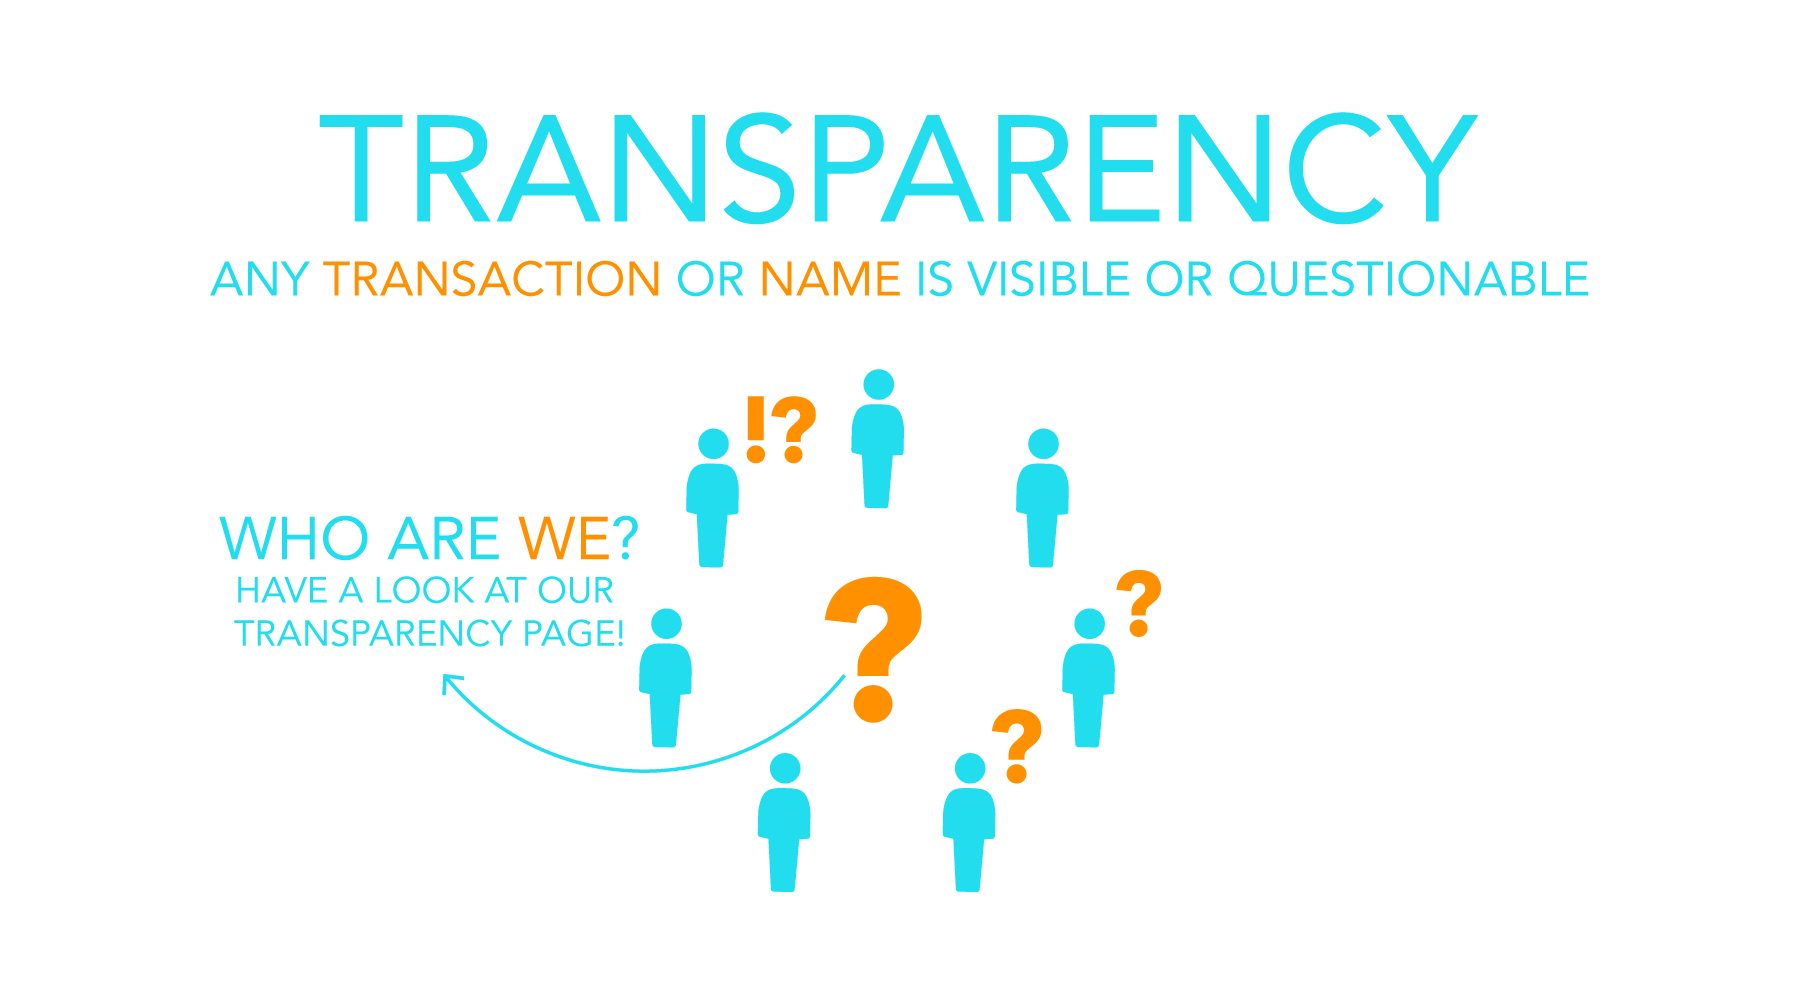 TRANSPARENCY
ANY TRANSACTION OR NAME IS VISIBLE OR QUESTIONABLE
!?
WHO ARE WE?
HAVE A LOOK AT OUR
TRANSPARENCY PAGE!
?
?
?